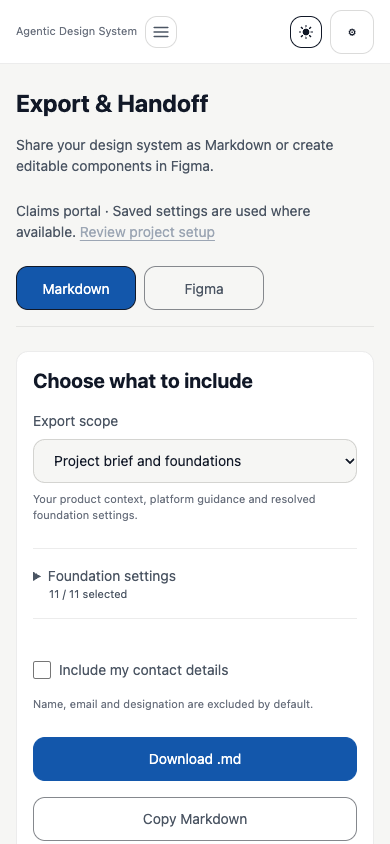 Agentic Design System
Export & Handoff
Share your design system as Markdown or create
editable components in Figma.
Claims portal · Saved settings are used where
available. Review project setup
Markdown
Figma
Choose what to include
Export scope
Project brief and foundations
Your product context, platform guidance and resolved
foundation settings.
Foundation settings
11 / 11 selected
Include my contact details
Name, email and designation are excluded by default.
Download .md
Copy Markdown